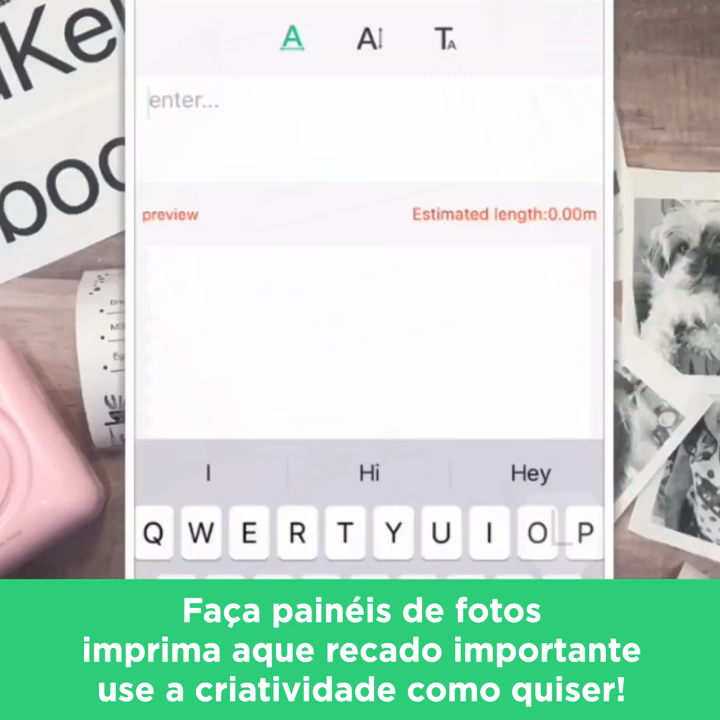 A A T A
enter...
preview
Estimated length:0.00m
I Hi Hey
Q W E R T Y U I O P
Faça painéis de fotos
imprima aque recado importante
use a criatividade como quiser!